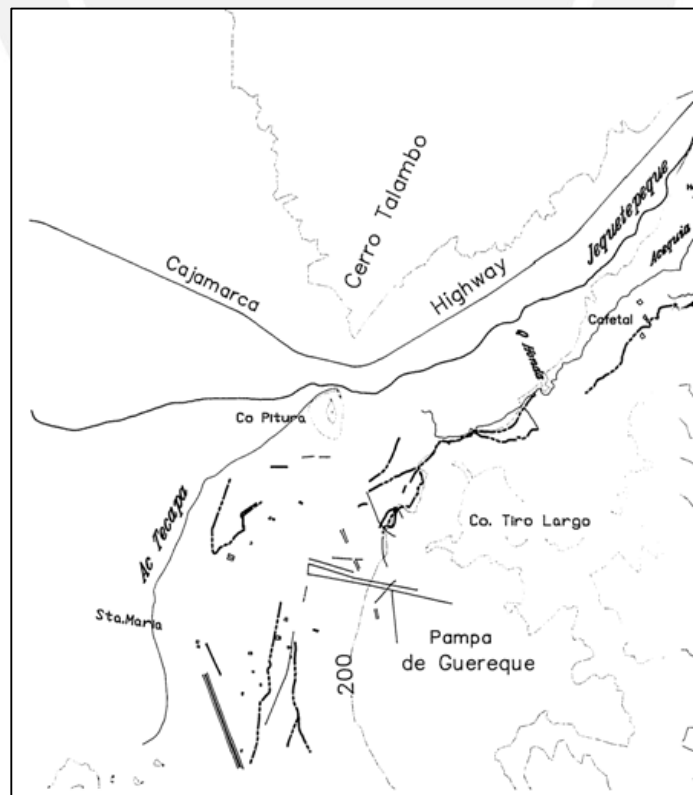 Cerro Talambo
Cajamarca
Highway
Jequetepeque
Acequia
Cafetal
Q Honda
Co Pitura
Ac Tecapa
Co. Tiro Largo
Sta.Maria
Pampa
de Guereque
200